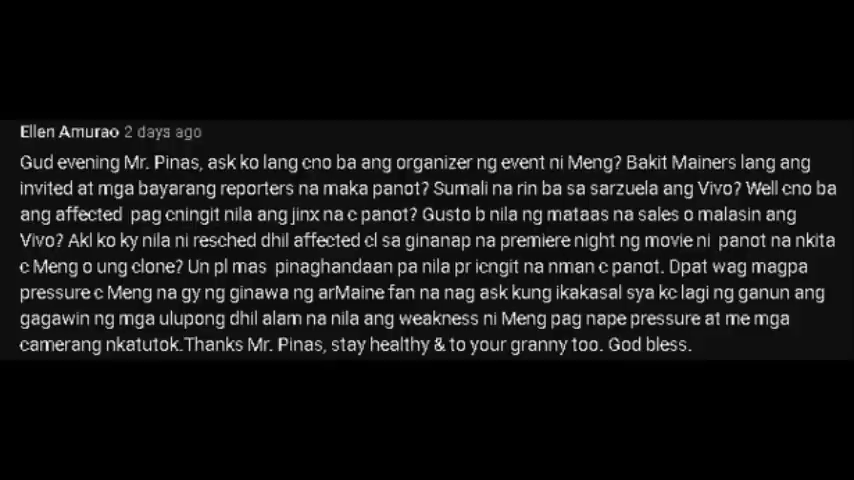 Ellen Amurao 2 days ago
Gud evening Mr. Pinas, ask ko lang cno ba ang organizer ng event ni Meng? Bakit Mainers lang ang
invited at mga bayarang reporters na maka panot? Sumali na rin ba sa sarzuela ang Vivo? Well cno ba
ang affected pag cningit nila ang jinx na c panot? Gusto b nila ng mataas na sales o malasin ang
Vivo? Akl ko ky nila ni resched dhil affected cl sa ginanap na premiere night ng movie ni panot na nkita
c Meng o ung clone? Un pl mas pinaghandaan pa nila pr icngit na nman c panot. Dpat wag magpa
pressure c Meng na gy ng ginawa ng arMaine fan na nag ask kung ikakasal sya kc lagi ng ganun ang
gagawin ng mga ulupong dhil alam na nila ang weakness ni Meng pag nape pressure at me mga
camerang nkatutok.Thanks Mr. Pinas, stay healthy & to your granny too. God bless.